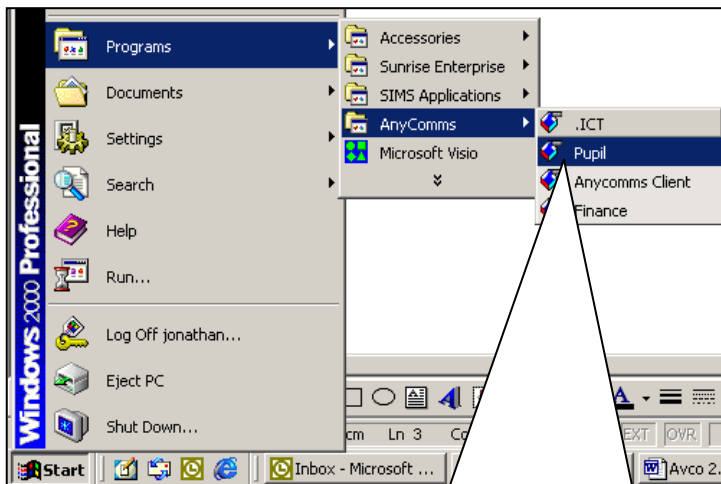 Windows 2000 Professional
Programs
Documents
Settings
Search
Help
Run...
Log Off jonathan...
Eject PC
Shut Down...
Accessories
Sunrise Enterprise
SIMS Applications
AnyComms
Microsoft Visio
.ICT
Pupil
Anycomms Client
Finance
A
cm Ln 3 EXT OVR
Start Inbox - Microsoft ... Avco 2.